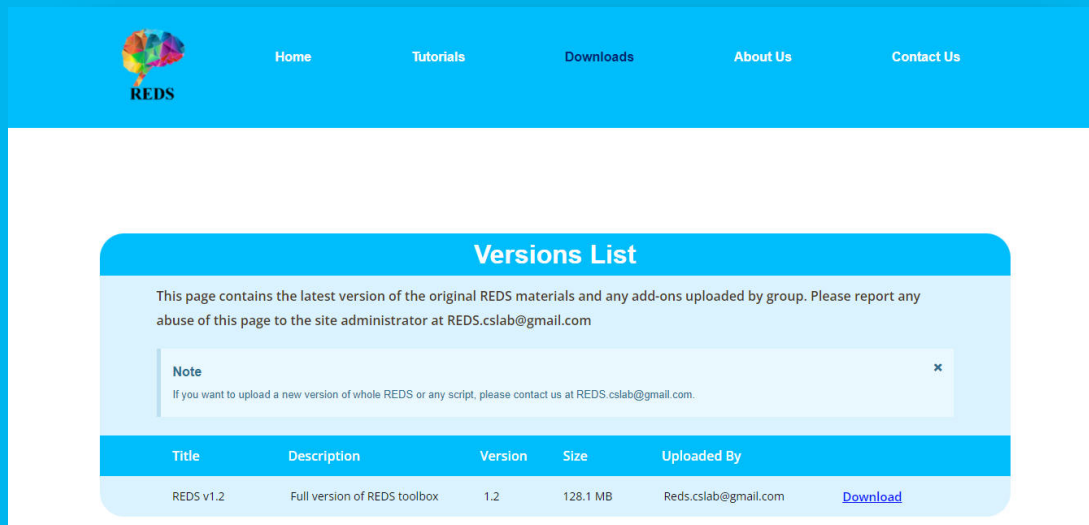 REDS
Home Tutorials Downloads About Us Contact Us
Versions List
This page contains the latest version of the original REDS materials and any add-ons uploaded by group. Please report any
abuse of this page to the site administrator at REDS.cslab@gmail.com
Note ×
If you want to upload a new version of whole REDS or any script, please contact us at REDS.cslab@gmail.com.
Title Description Version Size Uploaded By
REDS v1.2 Full version of REDS toolbox 1.2 128.1 MB Reds.cslab@gmail.com Download